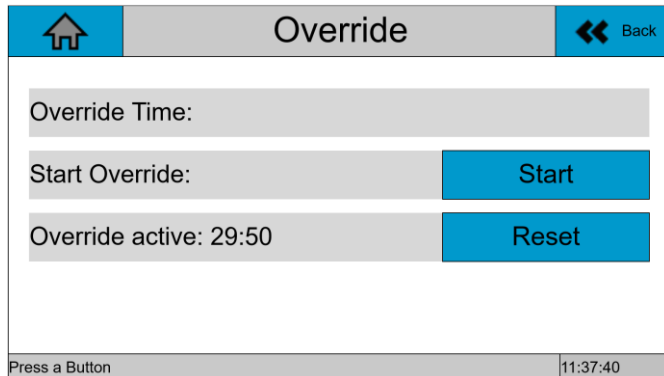 Override
Back
Override Time:
Start Override:
Start
Override active: 29:50
Reset
Press a Button
11:37:40